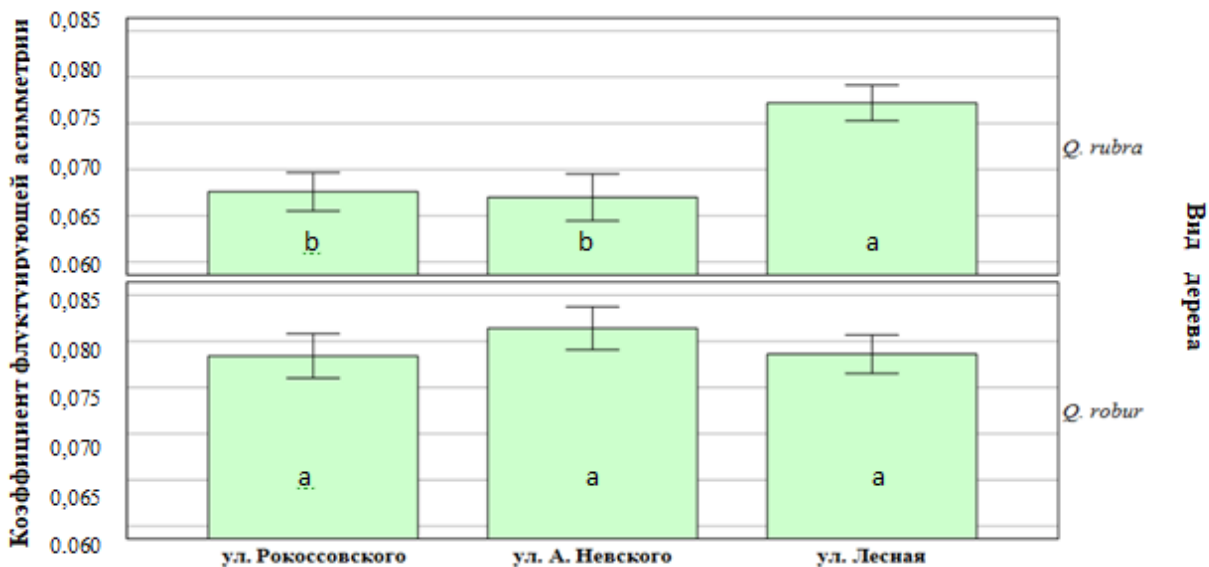 Коэффициент флуктуирующей асимметрии
0,085
0,080
0,075
0,070
0,065
0.060
b
b
a
Q. rubra
0,085
0,080
0,075
0,070
0,065
0.060
a
a
a
Q. robur
Вид дерева
ул. Рокоссовского
ул. А. Невского
ул. Лесная